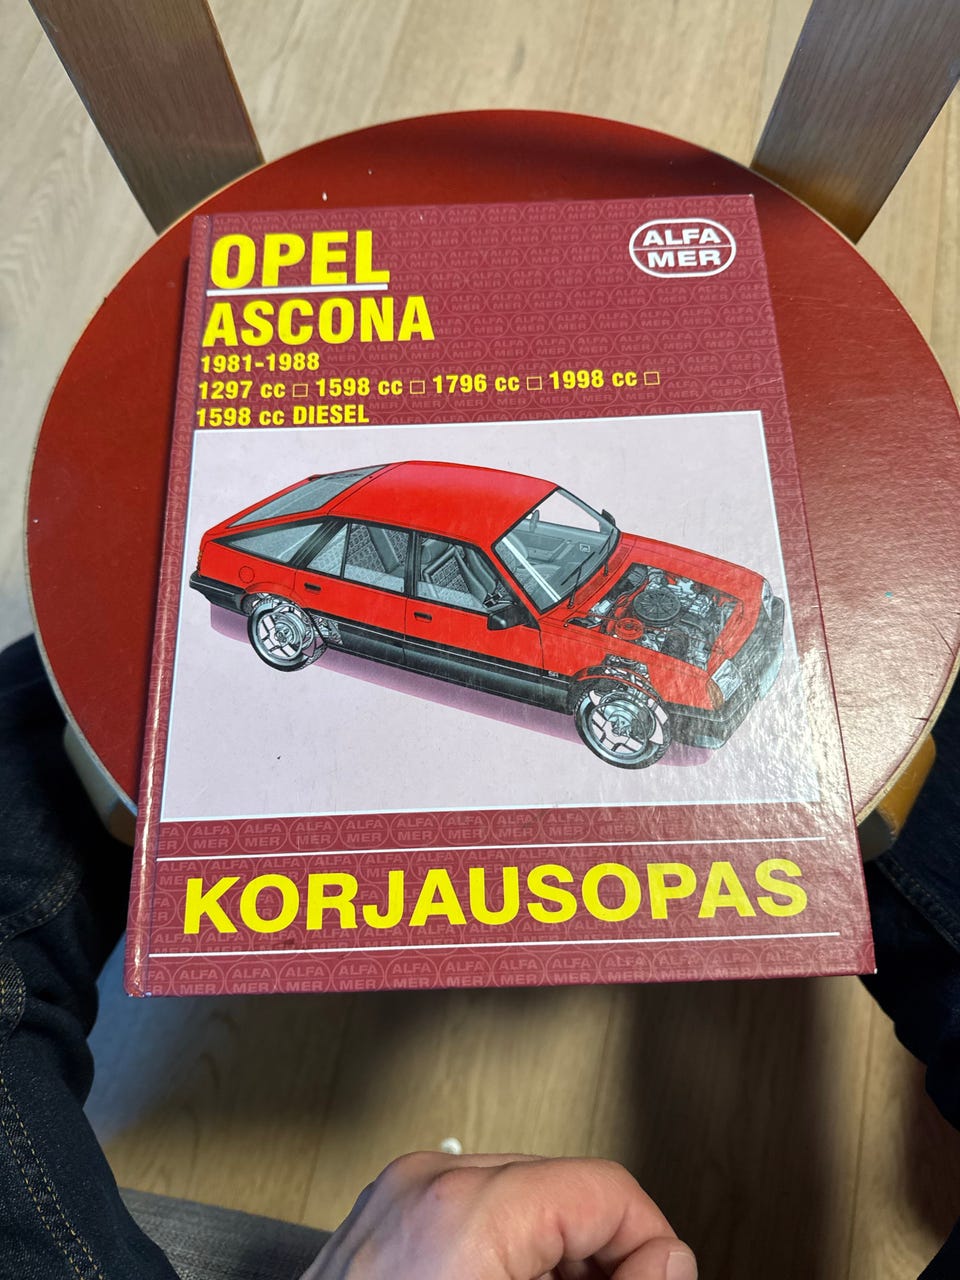 OPEL
ASCONA
1981-1988
1297 cc □ 1598 cc □ 1796 cc □ 1998 cc □
1598 cc DIESEL
ALFA
MER
KORJAUSOPAS